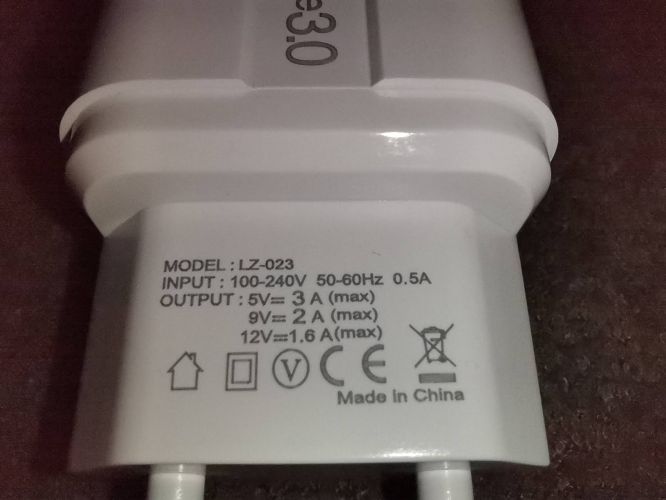 e3.0
MODEL : LZ-023
INPUT : 100-240V 50-60Hz 0.5A
OUTPUT : 5V= 3 A (max)
9V= 2 A (max)
12V=1.6 A(max)
V CE
Made in China